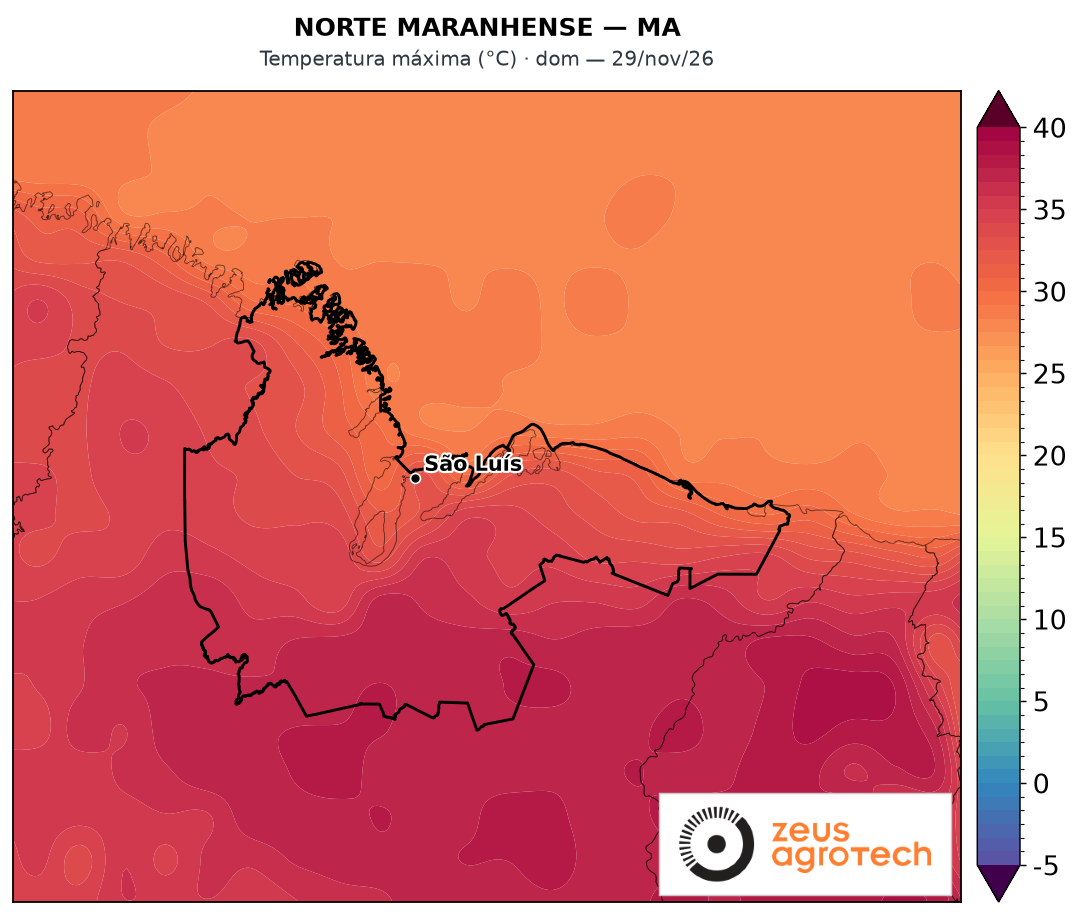 NORTE MARANHENSE — MA
Temperatura máxima (°C) · dom — 29/nov/26
São Luís
40
35
30
25
20
15
10
5
0
-5
zeus
agrotech